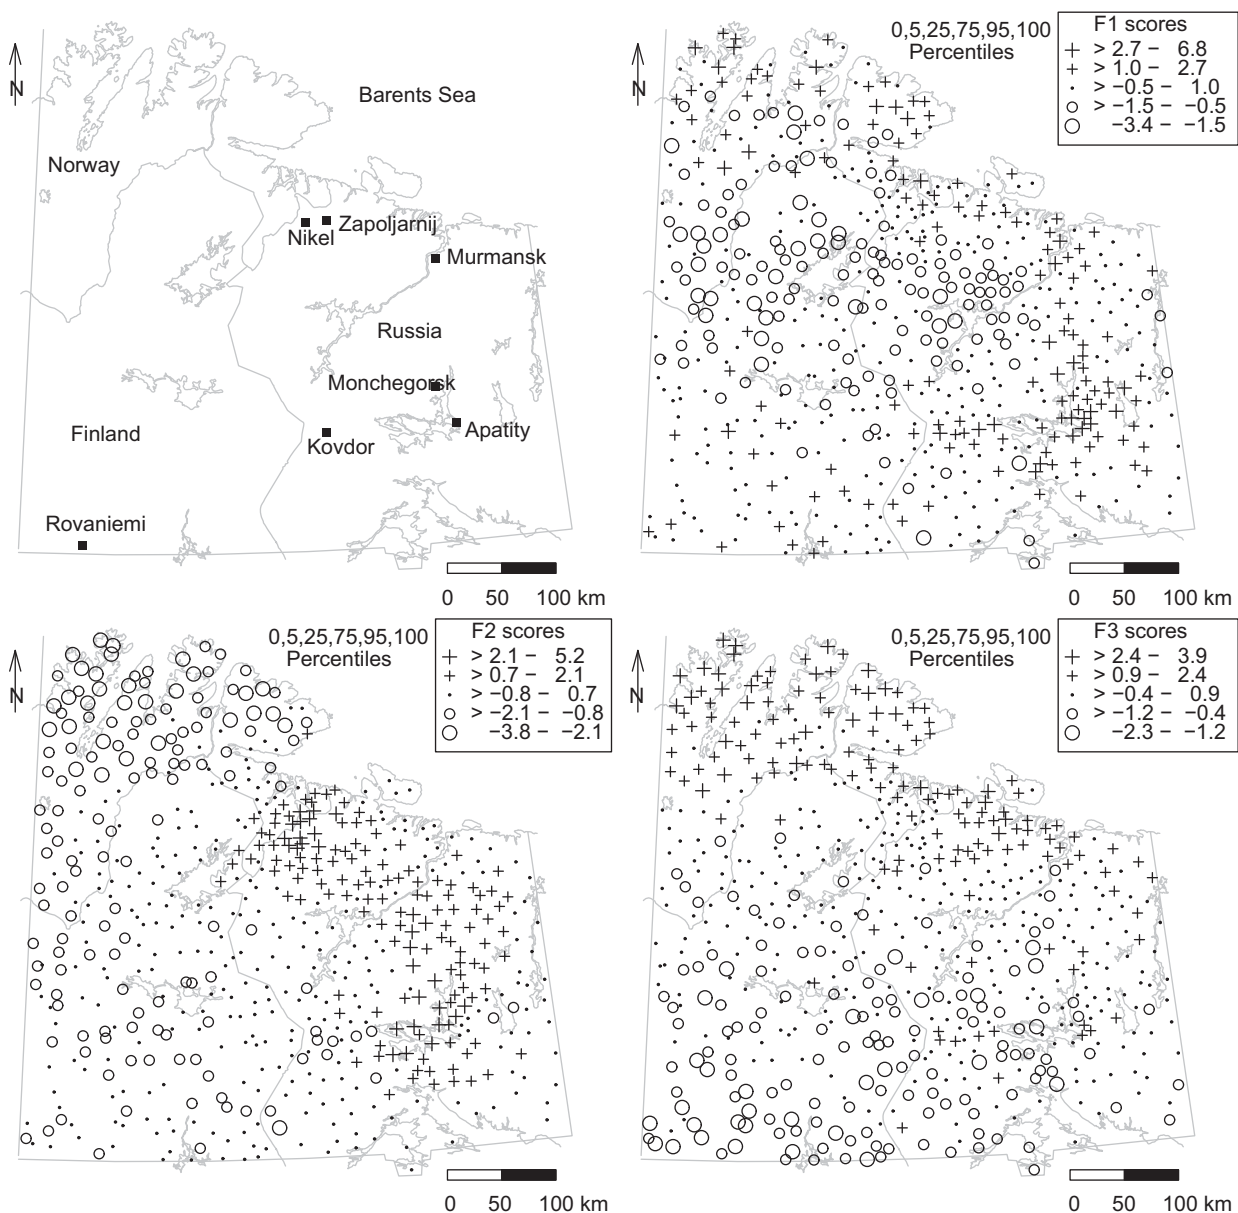 N
Norway
Barents Sea
Nikel
Zapoljarnij
Murmansk
Russia
Monchegorsk
Finland
Kovdor
Apatity
Rovaniemi
0 50 100 km
N
0,5,25,75,95,100
Percentiles
F1 scores
+ > 2.7 − 6.8
+ > 1.0 − 2.7
· > −0.5 − 1.0
○ > −1.5 − −0.5
○ −3.4 − −1.5
0 50 100 km
N
0,5,25,75,95,100
Percentiles
F2 scores
+ > 2.1 − 5.2
+ > 0.7 − 2.1
· > −0.8 − 0.7
○ > −2.1 − −0.8
○ −3.8 − −2.1
0 50 100 km
N
0,5,25,75,95,100
Percentiles
F3 scores
+ > 2.4 − 3.9
+ > 0.9 − 2.4
· > −0.4 − 0.9
○ > −1.2 − −0.4
○ −2.3 − −1.2
0 50 100 km